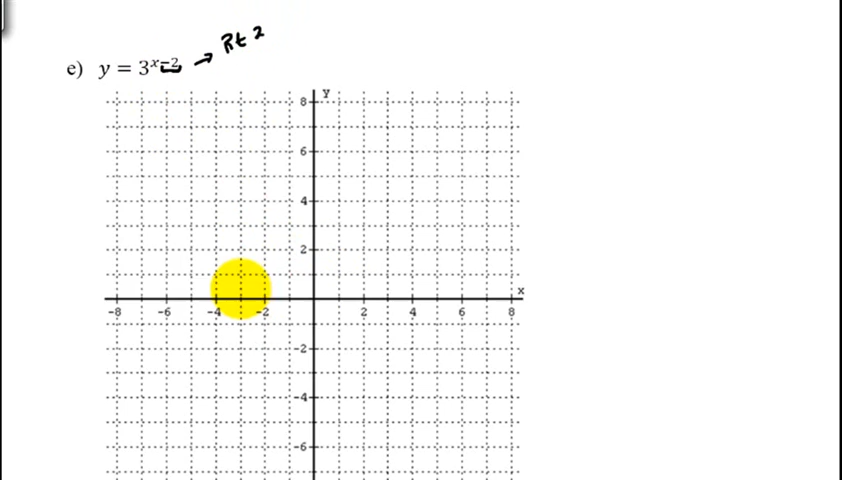 Rt 2
e) y = 3^{x-2} →
y
8
6
4
2
x
-8 -6 -4 -2 2 4 6 8
-2
-4
-6